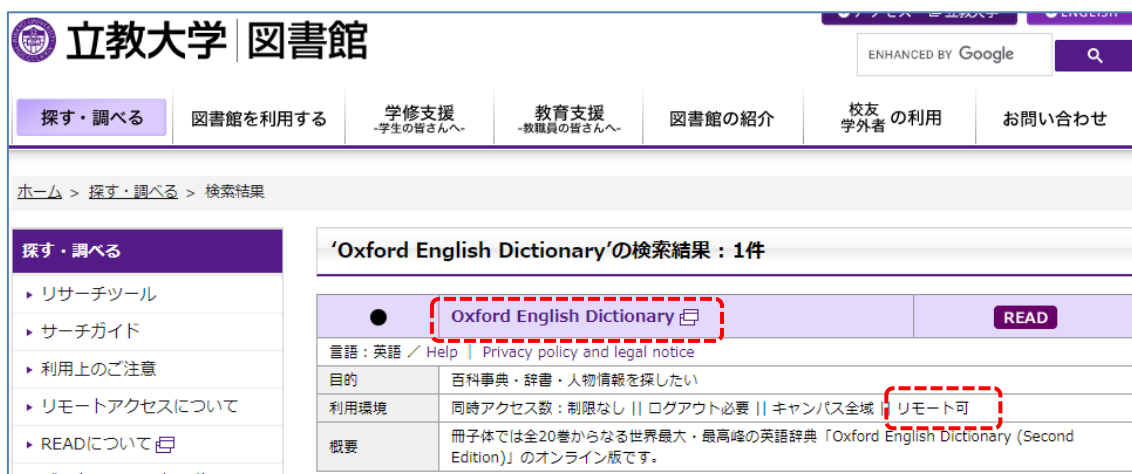 立教大学 図書館
アクセス 立教大学 ENGLISH
ENHANCED BY Google
探す・調べる 図書館を利用する 学修支援 -学生の皆さんへ- 教育支援 -教職員の皆さんへ- 図書館の紹介 校友 学外者 の利用 お問い合わせ
ホーム > 探す・調べる > 検索結果
探す・調べる
リサーチツール
サーチガイド
利用上のご注意
リモートアクセスについて
READについて
‘Oxford English Dictionary’の検索結果：1件
● Oxford English Dictionary READ
言語：英語 ／ Help | Privacy policy and legal notice
目的 百科事典・辞書・人物情報を探したい
利用環境 同時アクセス数：制限なし || ログアウト必要 || キャンパス全域 || リモート可
概要 冊子体では全20巻からなる世界最大・最高峰の英語辞典「Oxford English Dictionary (Second
Edition)」のオンライン版です。